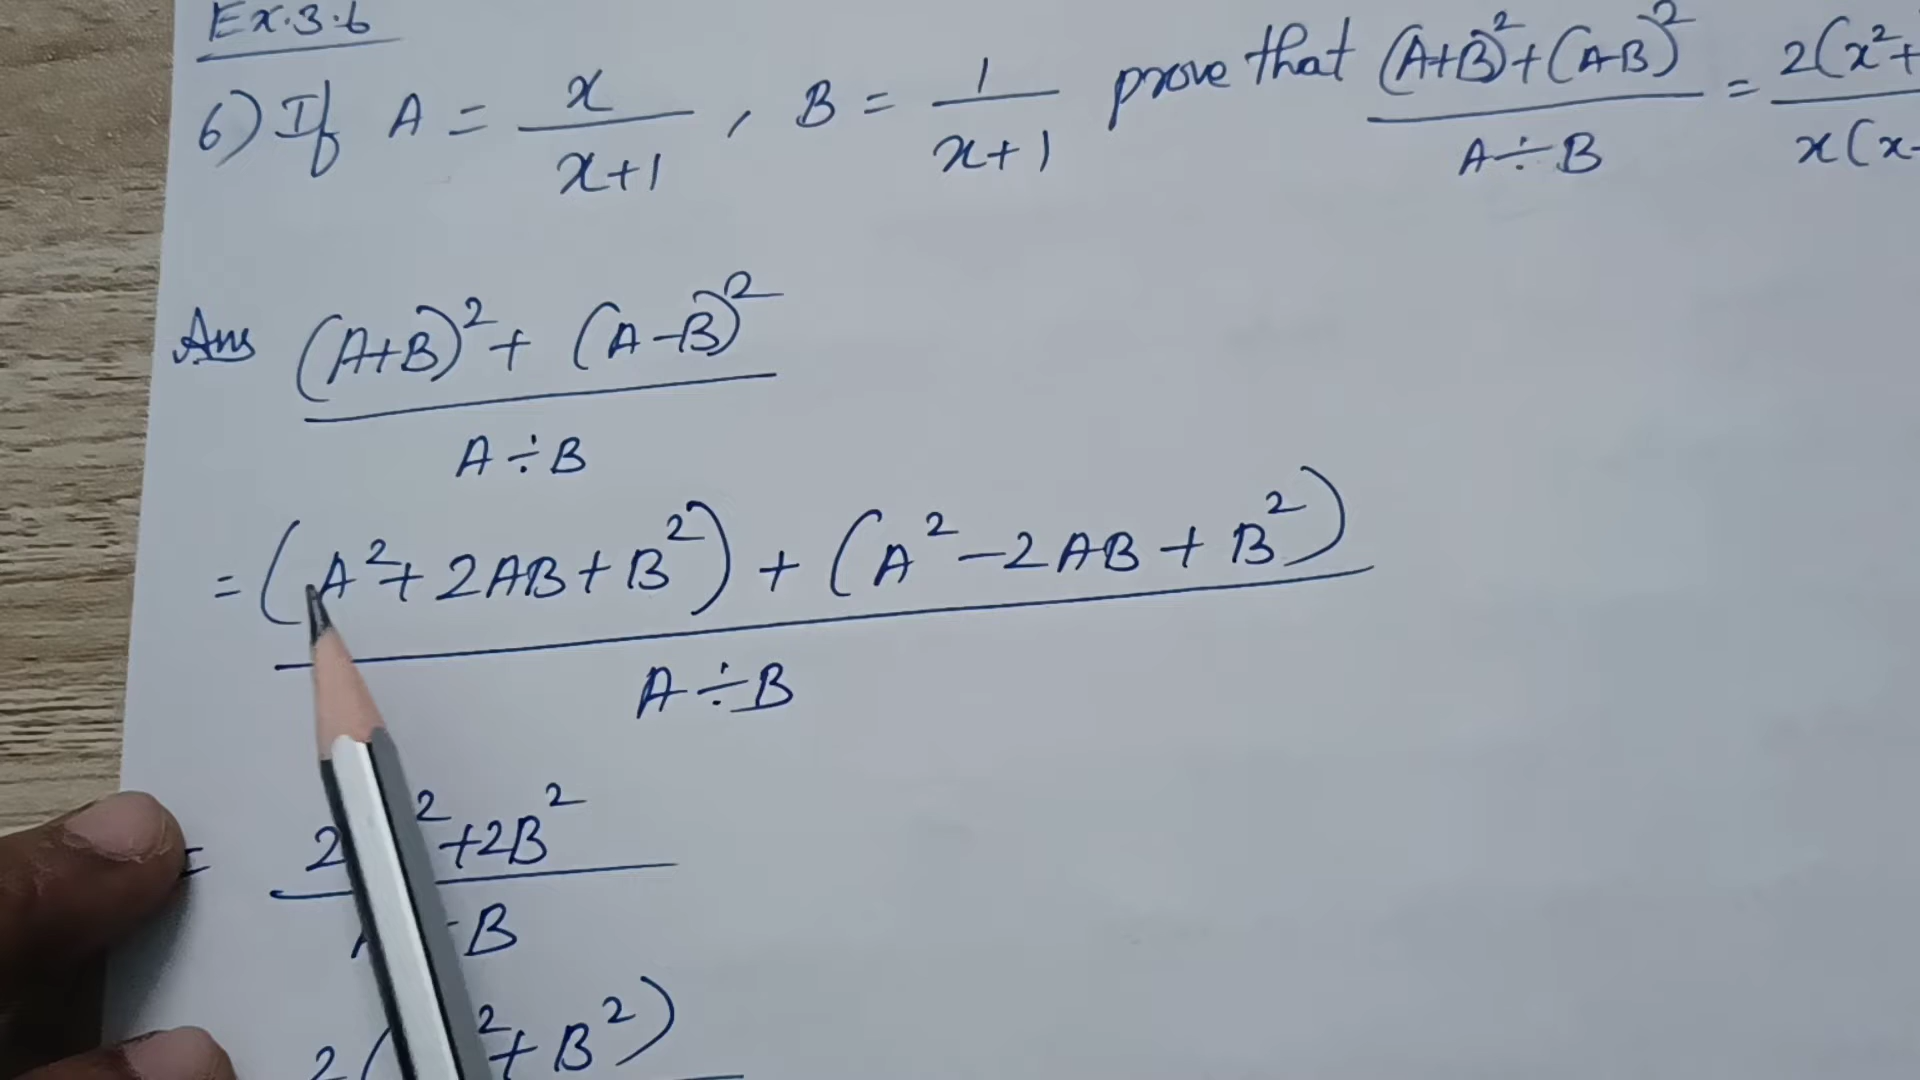 Ex.3.6
6) If A = x/(x+1) , B = 1/(x+1) prove that ((A+B)²+(A-B)²)/(A÷B) = 2(x²+ / x(x
Ans ((A+B)² + (A-B)²)/(A÷B)
= ((A²+2AB+B²) + (A²-2AB+B²))/(A÷B)
= 2 ²+2B² / B
2( ²+B²)